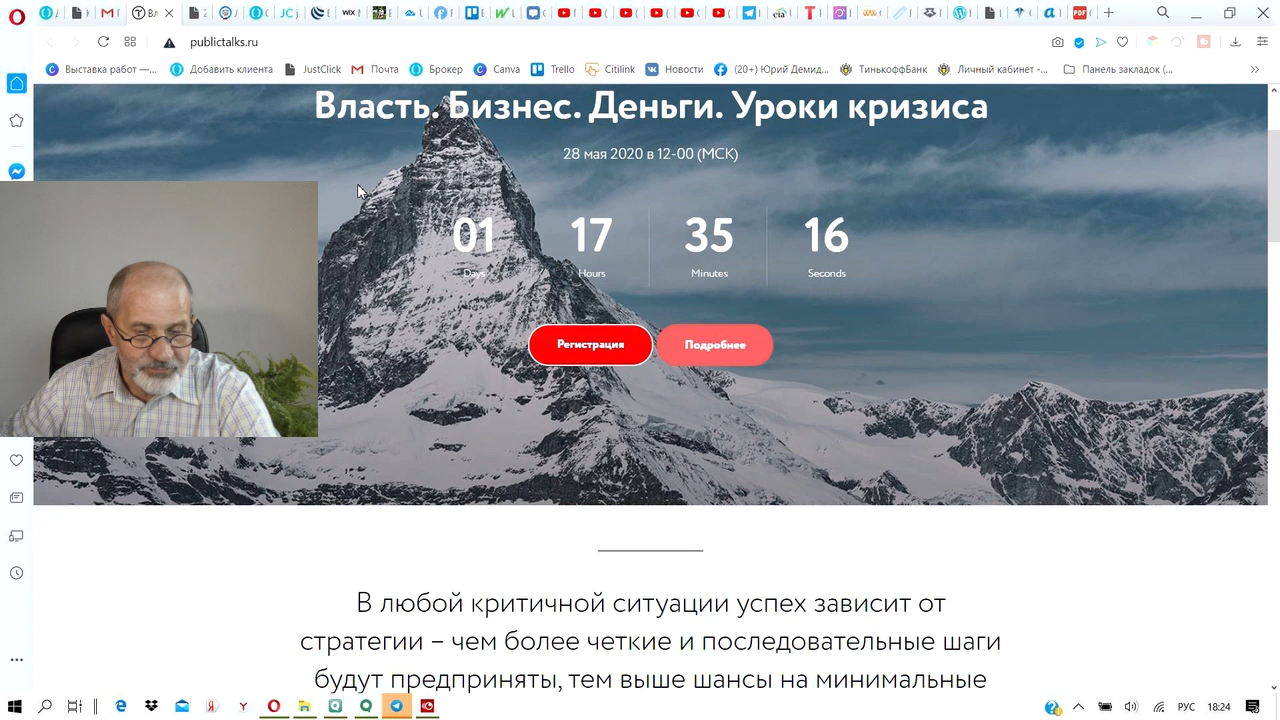 publictalks.ru
Выставка работ —...
Добавить клиента
JustClick
Почта
Брокер
Canva
Trello
Citilink
Новости
(20+) Юрий Демид...
ТинькоффБанк
Личный кабинет -...
Панель закладок (...
Власть. Бизнес. Деньги. Уроки кризиса
28 мая 2020 в 12-00 (МСК)
01 17 35 16
Days Hours Minutes Seconds
Регистрация Подробнее
В любой критичной ситуации успех зависит от
стратегии – чем более четкие и последовательные шаги
будут предприняты, тем выше шансы на минимальные
РУС 18:24